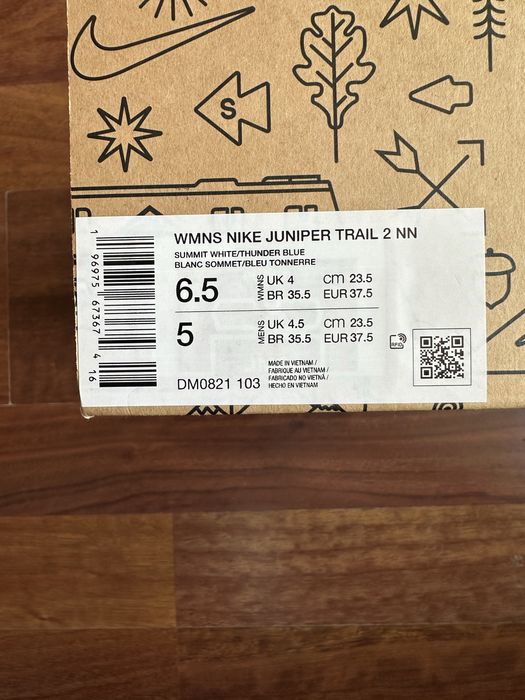 S
WMNS NIKE JUNIPER TRAIL 2 NN
SUMMIT WHITE/THUNDER BLUE
BLANC SOMMET/BLEU TONNERRE
6.5 WMNS UK 4 CM 23.5
BR 35.5 EUR 37.5
5 MENS UK 4.5 CM 23.5
BR 35.5 EUR 37.5
RFID
MADE IN VIETNAM /
FABRIQUE AU VIETNAM /
FABRICADO NO VIETNÃ /
HECHO EN VIETNAM
DM0821 103
1 96975 67367 4 16